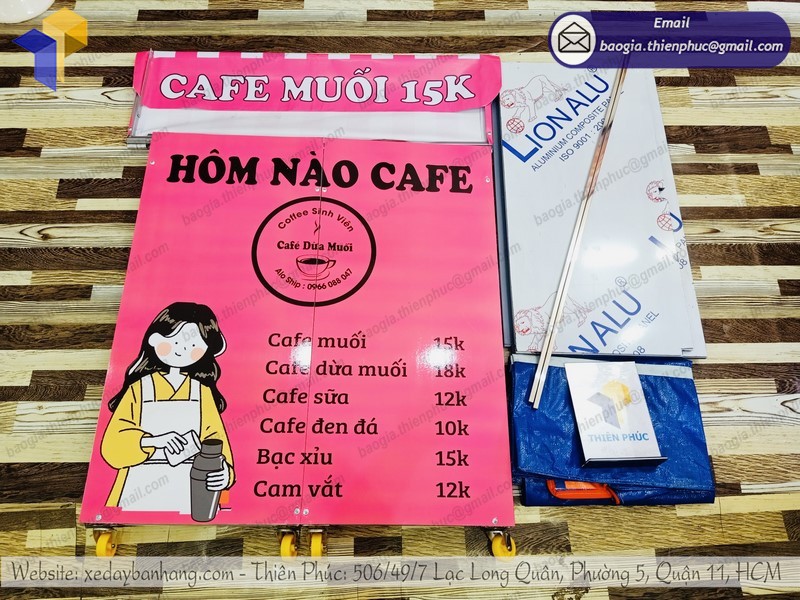 Email
baogia.thienphuc@gmail.com
CAFE MUỐI 15K
LIONALU®
ALUMINIUM COMPOSITE
ISO 9001 : 20
HÔM NÀO CAFE
Coffee Sinh Viên
Café Dừa Muối
Alo Ship : 0966 088 047
Cafe muối 15k
Cafe dừa muối 18k
Cafe sữa 12k
Cafe đen đá 10k
Bạc xỉu 15k
Cam vắt 12k
LIONALU®
THIÊN PHÚC
Website: xedaybanhang.com - Thiên Phúc: 506/49/7 Lạc Long Quân, Phường 5, Quận 11, HCM